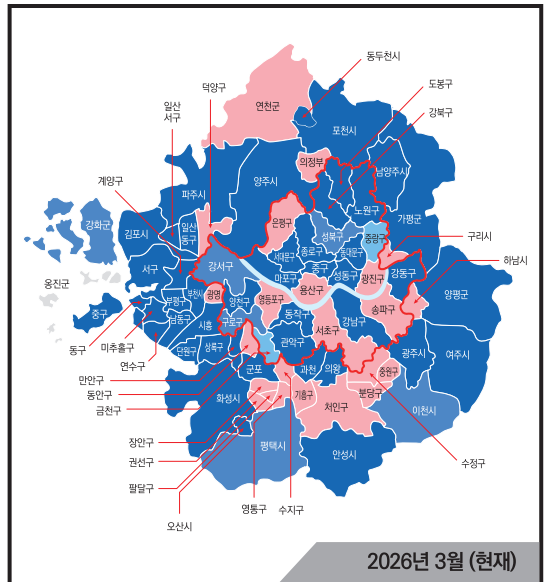 동두천시
덕양구
연천군
도봉구
일산
서구
강북구
포천시
의정부
남양주시
계양구
양주시
파주시
노원구
강화군
은평구
가평군
김포시
일산
동구
성북구
중랑구
구리시
서대문구
종로구
동대문구
서구
강서구
중구
하남시
옹진군
마포구
성동구
광진구
강동구
부천시
광명
양천구
영등포구
용산구
송파구
양평군
중구
부평구
남동구
시흥
구로구
동작구
서초구
강남구
동구
미추홀구
단원구
상록구
관악구
광주시
여주시
연수구
군포
과천
의왕
중원구
만안구
동안구
화성시
기흥구
분당구
금천구
처인구
이천시
장안구
평택시
안성시
권선구
수정구
팔달구
오산시
영통구
수지구
2026년 3월 (현재)